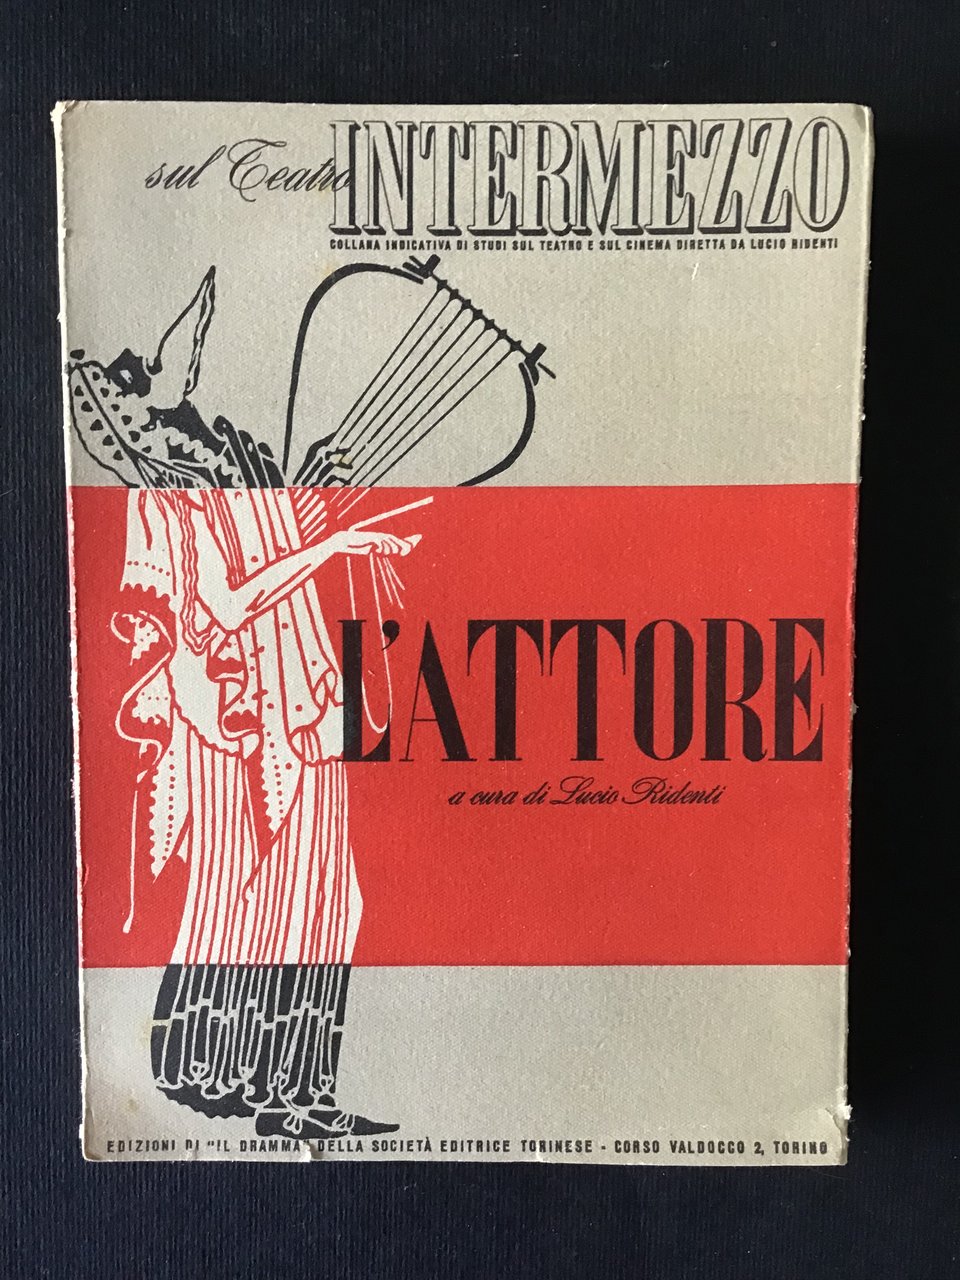 sul Teatro INTERMEZZO
COLLANA INDICATIVA DI STUDI SUL TEATRO E SUL CINEMA DIRETTA DA LUCIO RIDENTI
L'ATTORE
a cura di Lucio Ridenti
EDIZIONI DI "IL DRAMMA" DELLA SOCIETÀ EDITRICE TORINESE - CORSO VALDOCCO 2, TORINO